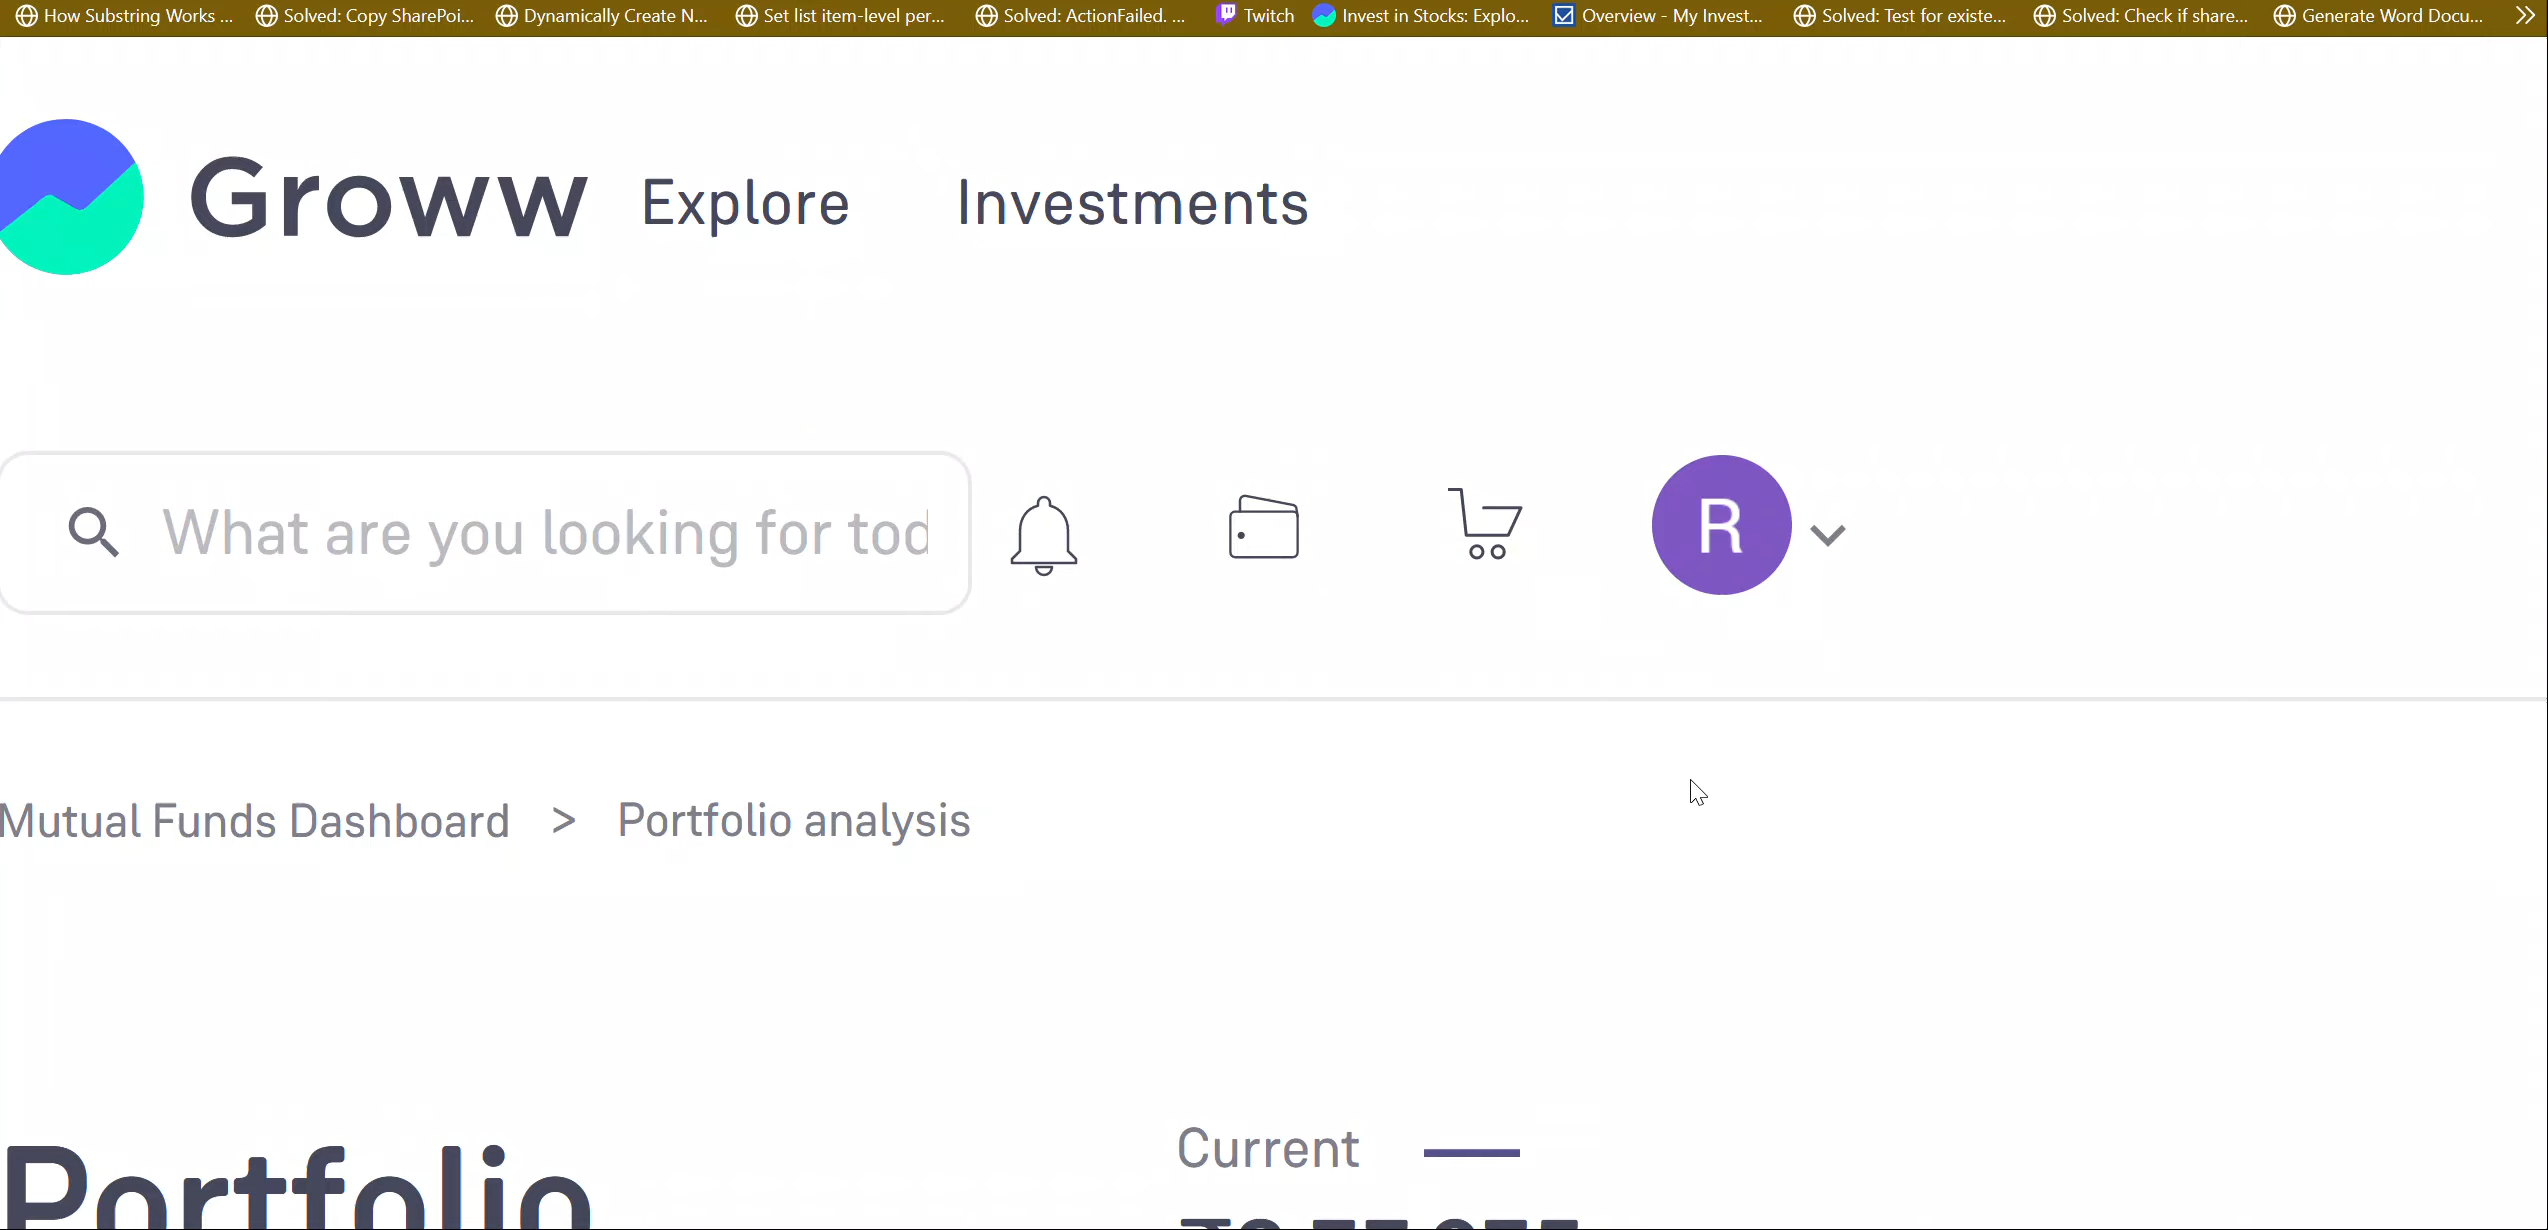 How Substring Works ... Solved: Copy SharePoi... Dynamically Create N... Set list item-level per... Solved: ActionFailed. ... Twitch Invest in Stocks: Explo... Overview - My Invest... Solved: Test for existe... Solved: Check if share... Generate Word Docu...
Groww Explore Investments
What are you looking for tod
R
Mutual Funds Dashboard > Portfolio analysis
Current
Portfolio